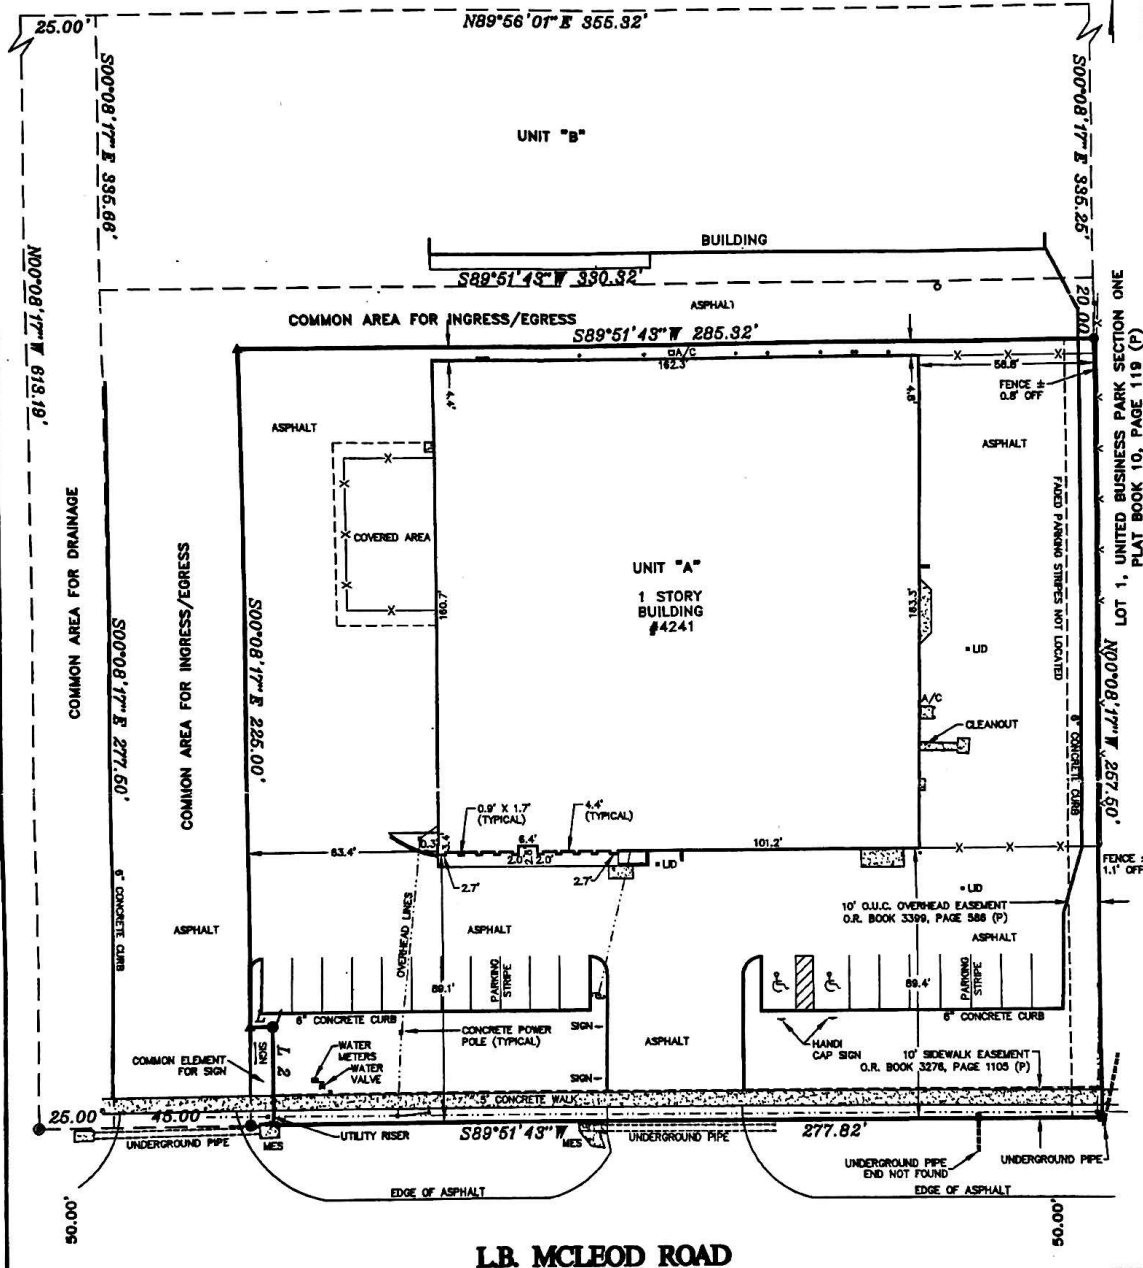 25.00'
N89°56'01" E 355.32'
S00°08'17" E 335.66'
S00°08'17" E 335.25'
UNIT "B"
BUILDING
S89°51'43" W 330.32'
20.00'
ASPHALT
COMMON AREA FOR INGRESS/EGRESS
S89°51'43" W 285.32'
A/C
162.3'
58.8'
4.4'
4.8'
FENCE ±
0.8' OFF
N00°08'17" W 613.19'
LOT 1, UNITED BUSINESS PARK SECTION ONE
PLAT BOOK 10, PAGE 119 (P)
ASPHALT
ASPHALT
COVERED AREA
FADED PARKING STRIPES NOT LOCATED
COMMON AREA FOR DRAINAGE
COMMON AREA FOR INGRESS/EGRESS
S00°08'17" E 277.50'
S00°08'17" E 225.00'
160.7'
UNIT "A"
1 STORY
BUILDING
#4241
163.3'
LID
N00°08'17" W 257.50'
A/C
CLEANOUT
6" CONCRETE CURB
0.9' X 1.7'
(TYPICAL)
4.4'
(TYPICAL)
63.4'
0.3'
6.4'
2.0'
2.0'
101.2'
2.7'
2.7'
LID
LID
FENCE ±
1.1' OFF
10' O.U.C. OVERHEAD EASEMENT
O.R. BOOK 3399, PAGE 586 (P)
6" CONCRETE CURB
ASPHALT
OVERHEAD LINES
ASPHALT
ASPHALT
89.1'
PARKING
STRIPE
89.4'
PARKING
STRIPE
6" CONCRETE CURB
6" CONCRETE CURB
SIGN
L 2
CONCRETE POWER
POLE (TYPICAL)
SIGN
ASPHALT
HANDI
CAP SIGN
COMMON ELEMENT
FOR SIGN
WATER
METERS
WATER
VALVE
SIGN
10' SIDEWALK EASEMENT
O.R. BOOK 3276, PAGE 1105 (P)
5' CONCRETE WALK
25.00'
45.00'
UNDERGROUND PIPE
MES
UTILITY RISER
S89°51'43" W
277.82'
MES
UNDERGROUND PIPE
UNDERGROUND PIPE
END NOT FOUND
UNDERGROUND PIPE
EDGE OF ASPHALT
EDGE OF ASPHALT
50.00'
50.00'
L.B. MCLEOD ROAD